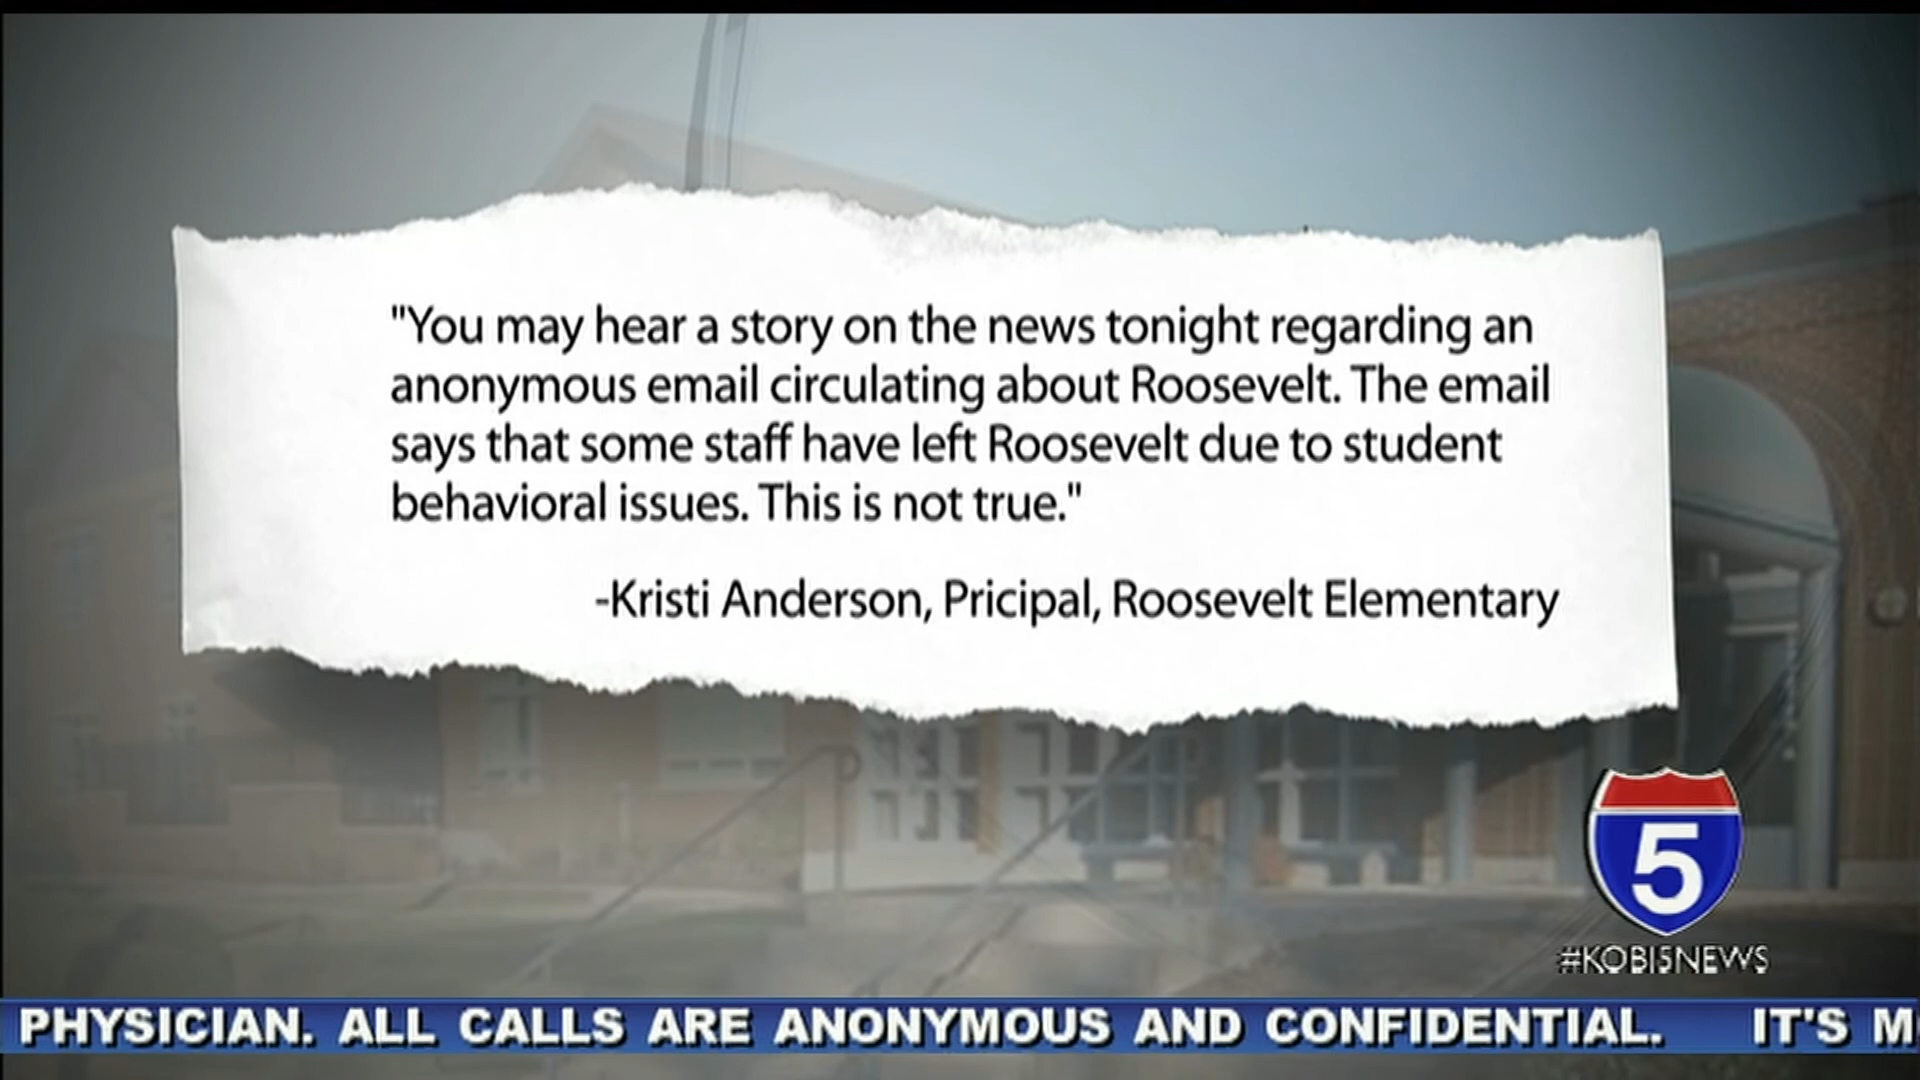 "You may hear a story on the news tonight regarding an
anonymous email circulating about Roosevelt. The email
says that some staff have left Roosevelt due to student
behavioral issues. This is not true."
-Kristi Anderson, Pricipal, Roosevelt Elementary
5
#KOBI5NEWS
PHYSICIAN. ALL CALLS ARE ANONYMOUS AND CONFIDENTIAL. IT'S M